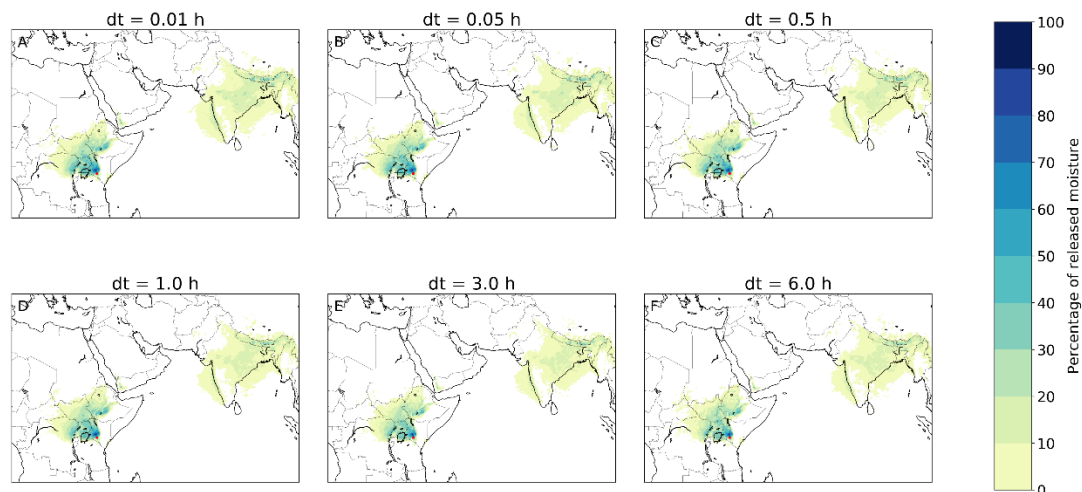 dt = 0.01 h
dt = 0.05 h
dt = 0.5 h
A
B
C
dt = 1.0 h
dt = 3.0 h
dt = 6.0 h
D
E
F
100
90
80
70
60
50
40
30
20
10
0
Percentage of released moisture